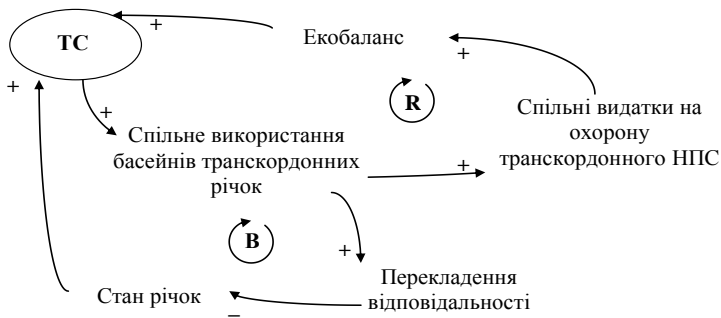 ТС
+
Екобаланс
+
+
+
R
Спільні видатки на
охорону
транскордонного НПС
Спільне використання
басейнів транскордонних
річок
+
+
B
+
Перекладення
відповідальності
Стан річок
–